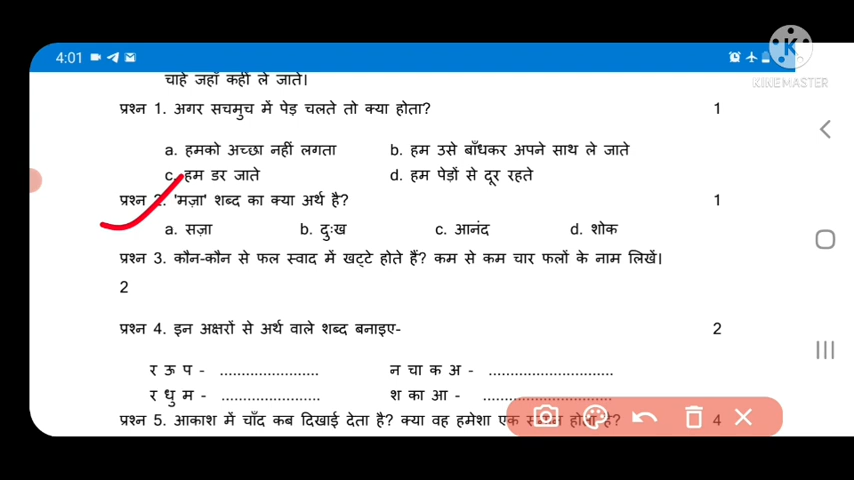 4:01
KINEMASTER
चाहे जहाँ कहीं ले जाते।
प्रश्न 1. अगर सचमुच में पेड़ चलते तो क्या होता? 1
a. हमको अच्छा नहीं लगता b. हम उसे बाँधकर अपने साथ ले जाते
c. हम डर जाते d. हम पेड़ों से दूर रहते
प्रश्न 2. 'मज़ा' शब्द का क्या अर्थ है? 1
a. सज़ा b. दुःख c. आनंद d. शोक
प्रश्न 3. कौन-कौन से फल स्वाद में खट्टे होते हैं? कम से कम चार फलों के नाम लिखें।
2
प्रश्न 4. इन अक्षरों से अर्थ वाले शब्द बनाइए- 2
र ऊ प - ....................... न चा क अ - .............................
र धु म - ....................... श का आ - .............................
प्रश्न 5. आकाश में चाँद कब दिखाई देता है? क्या वह हमेशा एक समान होता है? 4